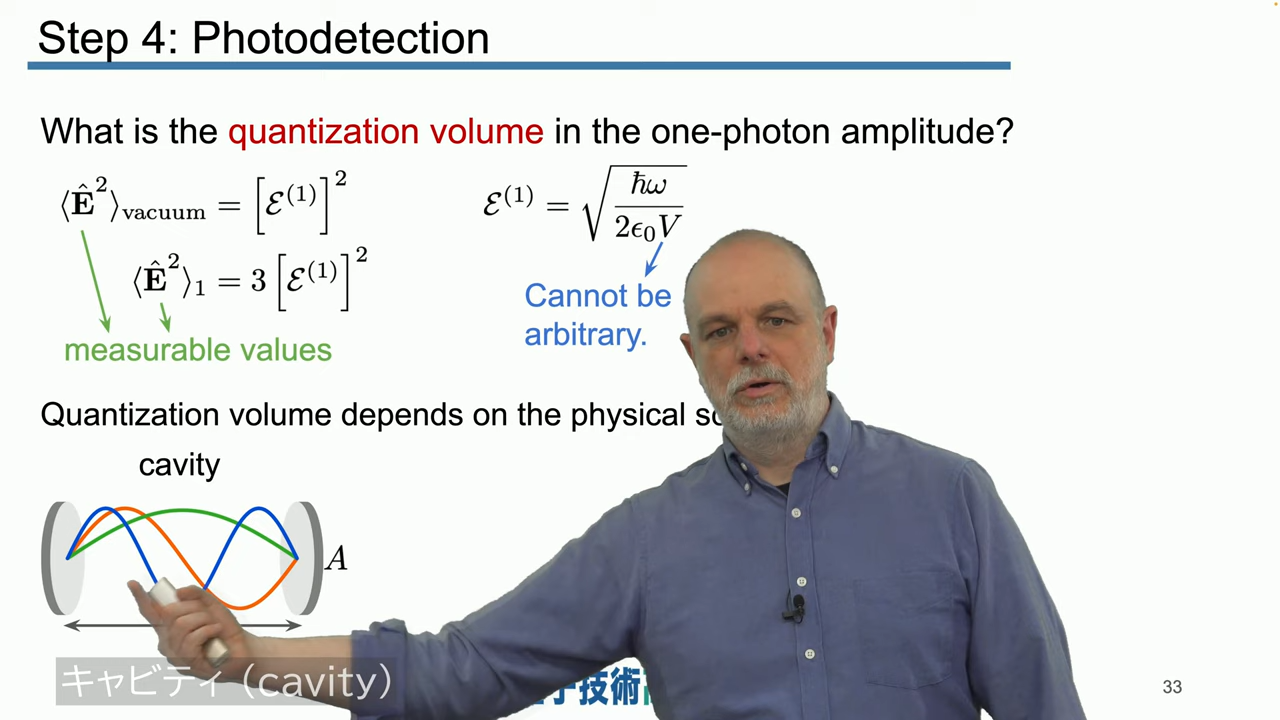 Step 4: Photodetection
What is the quantization volume in the one-photon amplitude?
⟨Ê²⟩vacuum = [ℰ⁽¹⁾]²
ℰ⁽¹⁾ = √(ħω / 2ϵ₀V)
⟨Ê²⟩₁ = 3 [ℰ⁽¹⁾]²
Cannot be
arbitrary.
measurable values
Quantization volume depends on the physical
cavity
A
キャビティ (cavity)
技術
33